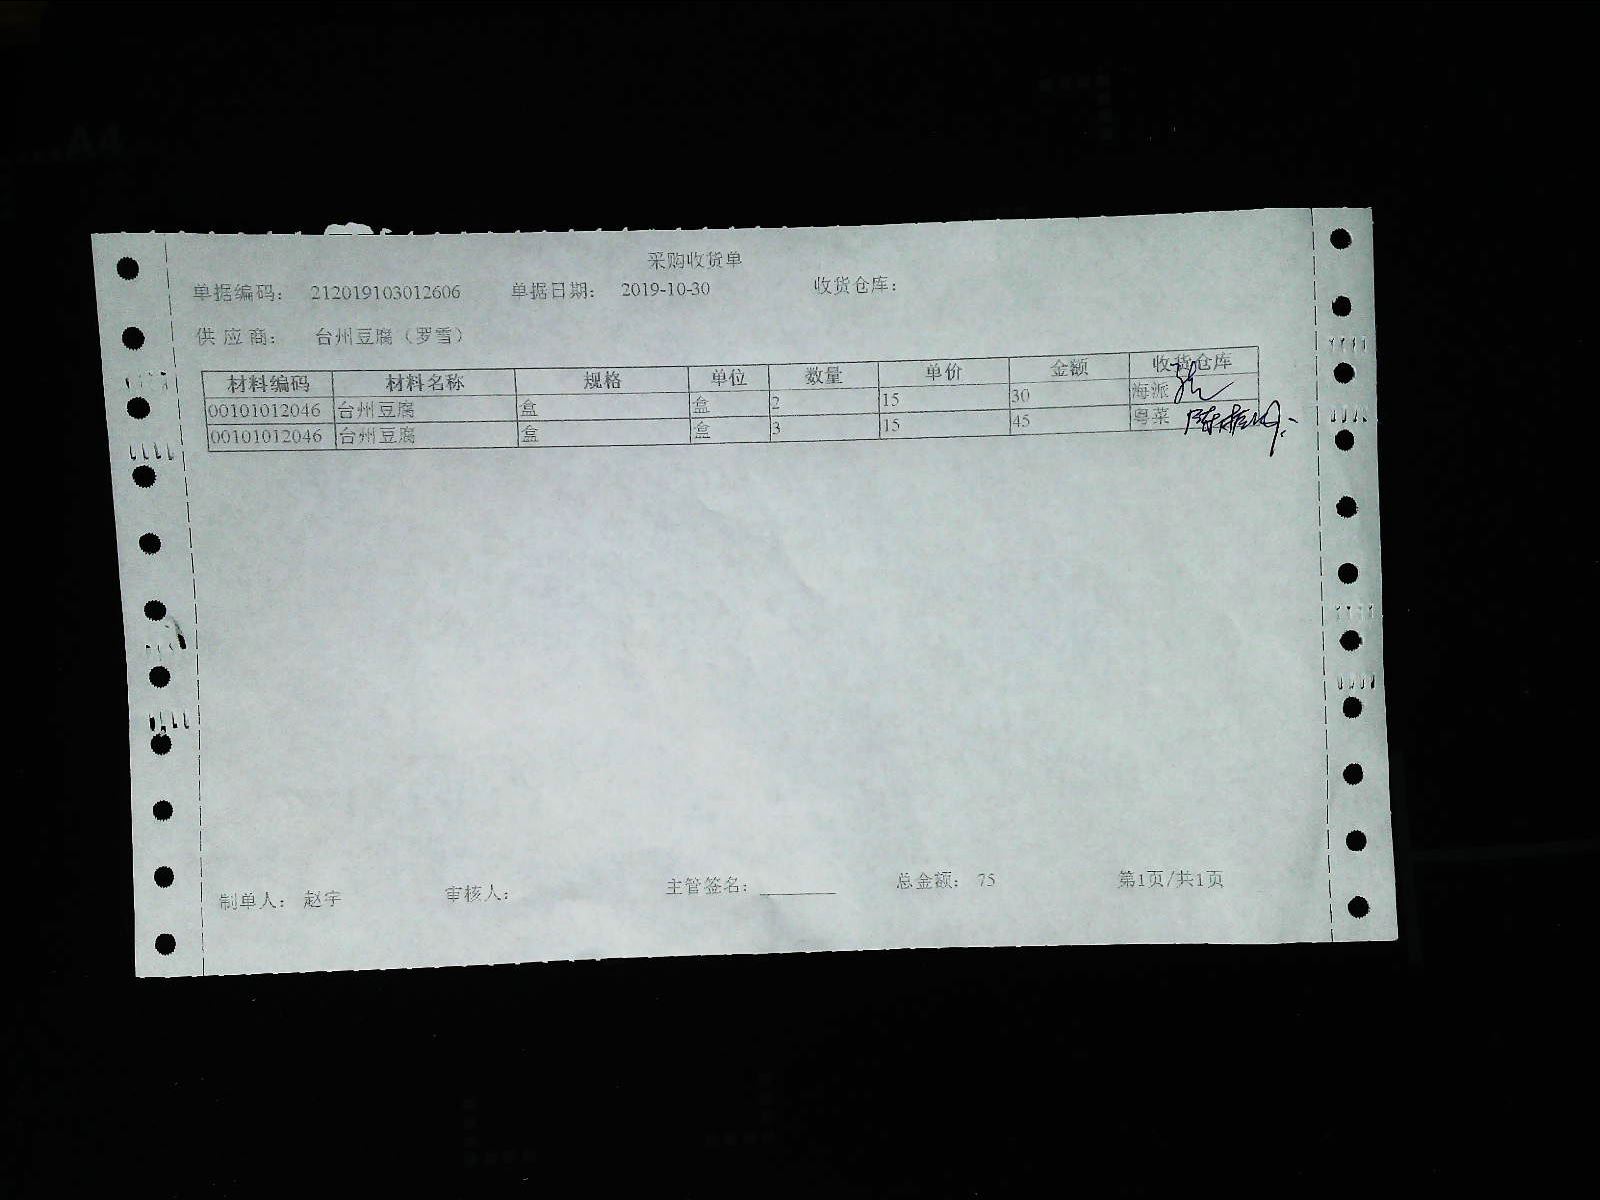 采购收货单
单据编码： 212019103012606 单据日期： 2019-10-30 收货仓库：
供应商： 台州豆腐（罗雪）
材料编码 材料名称 规格 单位 数量 单价 金额 收货仓库
00101012046 台州豆腐 盒 盒 2 15 30 海派
00101012046 台州豆腐 盒 盒 3 15 45 粤菜
制单人： 赵宇 审核人： 主管签名： 总金额： 75 第1页/共1页